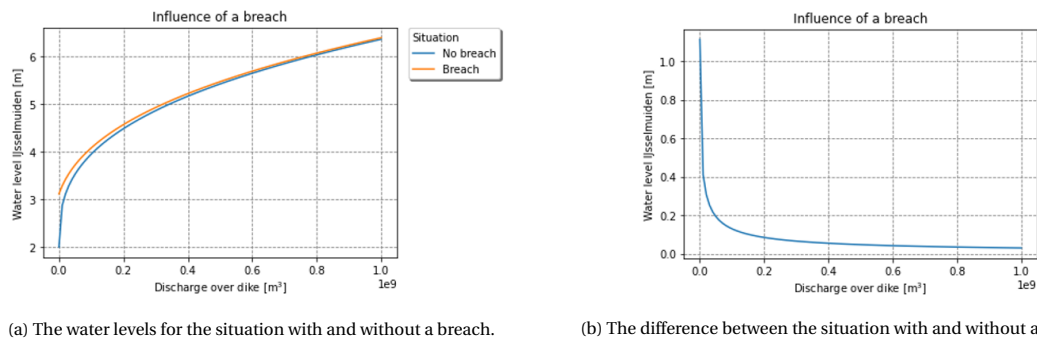 Influence of a breach
Water level IJsselmuiden [m]
6
5
4
3
2
0.0 0.2 0.4 0.6 0.8 1.0
1e9
Discharge over dike [m³]
Situation
No breach
Breach
(a) The water levels for the situation with and without a breach.
Influence of a breach
Water level IJsselmuiden [m]
1.0
0.8
0.6
0.4
0.2
0.0
0.0 0.2 0.4 0.6 0.8 1.0
1e9
Discharge over dike [m³]
(b) The difference between the situation with and without a